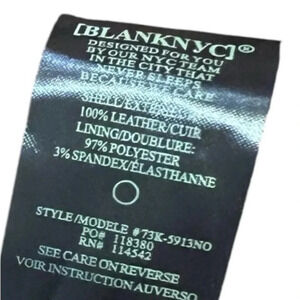 [BLANKNYC]®
DESIGNED FOR YOU
BY OUR NYC TEAM
IN THE CITY THAT
NEVER SLEEPS
BECAUSE WE CARE
SHELL/EXTERIEUR:
100% LEATHER/CUIR
LINING/DOUBLURE:
97% POLYESTER
3% SPANDEX/ÉLASTHANNE
STYLE/MODELE #73K-5913NO
PO# 118380
RN# 114542
SEE CARE ON REVERSE
VOIR INSTRUCTION AUVERSO